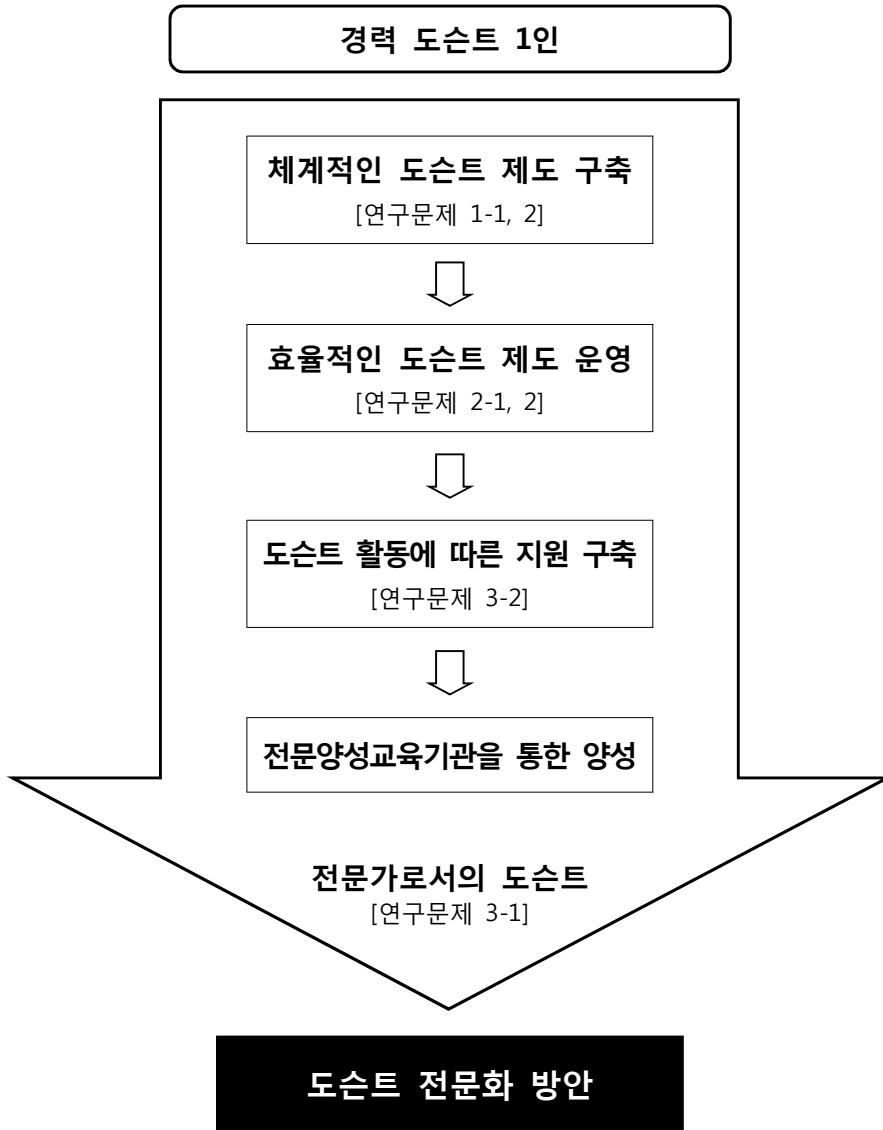 경력 도슨트 1인
체계적인 도슨트 제도 구축
[연구문제 1-1, 2]
효율적인 도슨트 제도 운영
[연구문제 2-1, 2]
도슨트 활동에 따른 지원 구축
[연구문제 3-2]
전문양성교육기관을 통한 양성
전문가로서의 도슨트
[연구문제 3-1]
도슨트 전문화 방안